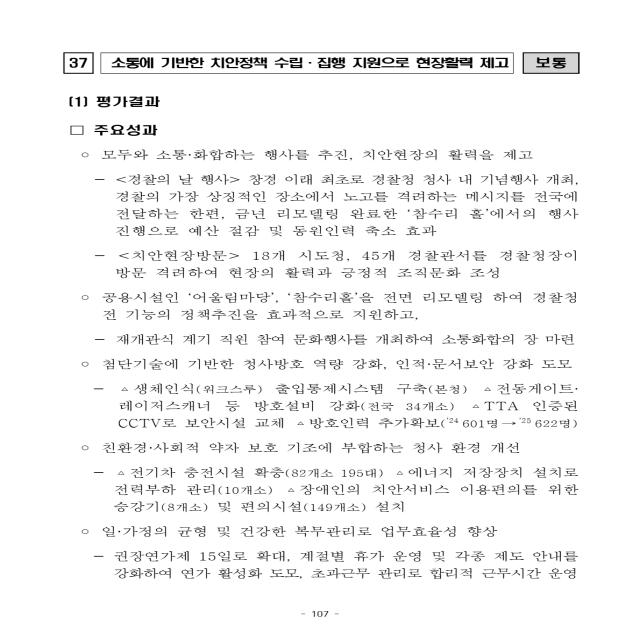 37 소통에 기반한 치안정책 수립·집행 지원으로 현장활력 제고 보통
(1) 평가결과
□ 주요성과
○ 모두와 소통·화합하는 행사를 추진, 치안현장의 활력을 제고
－ <경찰의 날 행사> 창경 이래 최초로 경찰청 청사 내 기념행사 개최,
경찰의 가장 상징적인 장소에서 노고를 격려하는 메시지를 전국에
전달하는 한편, 금년 리모델링 완료한 ‘참수리 홀’에서의 행사
진행으로 예산 절감 및 동원인력 축소 효과
－ <치안현장방문> 18개 시도청, 45개 경찰관서를 경찰청장이
방문 격려하여 현장의 활력과 긍정적 조직문화 조성
○ 공용시설인 ‘어울림마당’, ‘참수리홀’을 전면 리모델링 하여 경찰청
전 기능의 정책추진을 효과적으로 지원하고,
－ 재개관식 계기 직원 참여 문화행사를 개최하여 소통화합의 장 마련
○ 첨단기술에 기반한 청사방호 역량 강화, 인적·문서보안 강화 도모
－ ▵생체인식(워크스루) 출입통제시스템 구축(본청) ▵전동게이트·
레이저스캐너 등 방호설비 강화(전국 34개소) ▵TTA 인증된
CCTV로 보안시설 교체 ▵방호인력 추가확보(’24 601명→’25 622명)
○ 친환경·사회적 약자 보호 기조에 부합하는 청사 환경 개선
－ ▵전기차 충전시설 확충(82개소 195대) ▵에너지 저장장치 설치로
전력부하 관리(10개소) ▵장애인의 치안서비스 이용편의를 위한
승강기(8개소) 및 편의시설(149개소) 설치
○ 일·가정의 균형 및 건강한 복무관리로 업무효율성 향상
－ 권장연가제 15일로 확대, 계절별 휴가 운영 및 각종 제도 안내를
강화하여 연가 활성화 도모, 초과근무 관리로 합리적 근무시간 운영
- 107 -